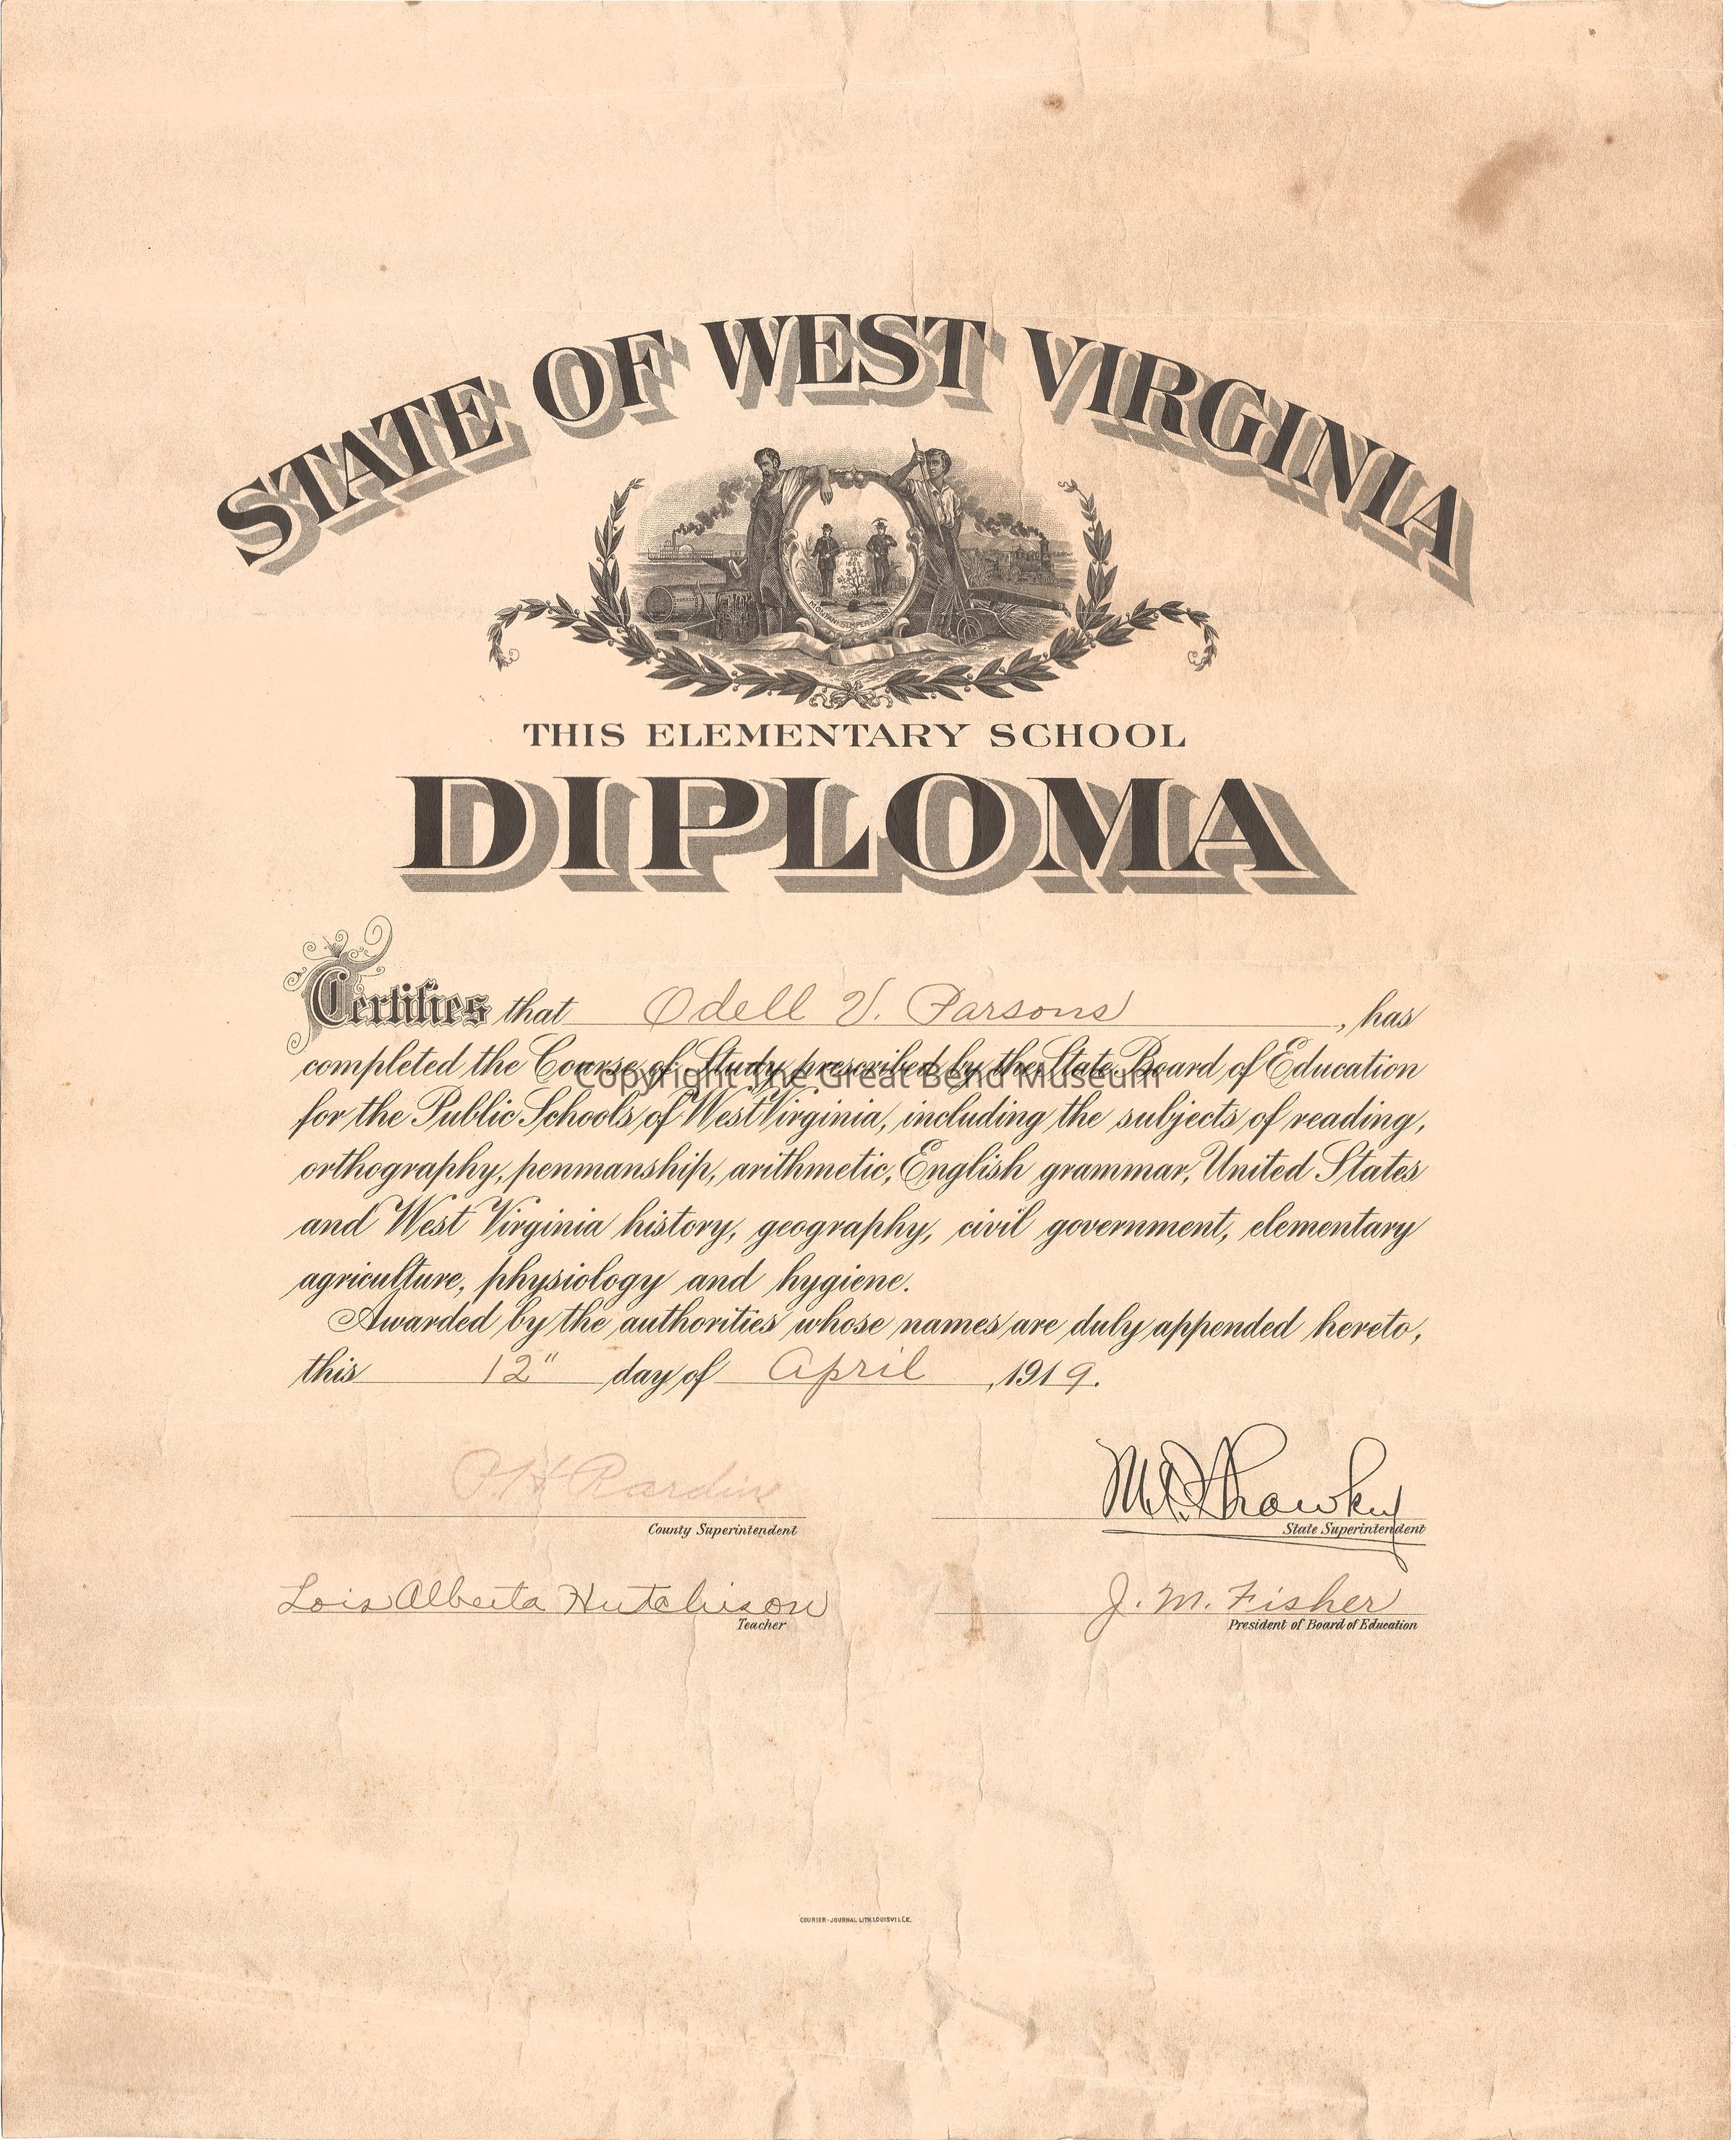 STATE OF WEST VIRGINIA
MONTANI SEMPER LIBERI
THIS ELEMENTARY SCHOOL
DIPLOMA
Certifies that Odell V. Parsons, has
completed the Course of Study prescribed by the State Board of Education
Copyright The Great Bend Museum
for the Public Schools of West Virginia, including the subjects of reading,
orthography, penmanship, arithmetic, English grammar, United States
and West Virginia history, geography, civil government, elementary
agriculture, physiology and hygiene.
Awarded by the authorities whose names are duly appended hereto,
this 12" day of April, 1919.
P. H. Rardin
County Superintendent
M. P. Shawkey
State Superintendent
Lois Alberta Hutchison
Teacher
J. M. Fisher
President of Board of Education
COURIER-JOURNAL LITH. LOUISVILLE.